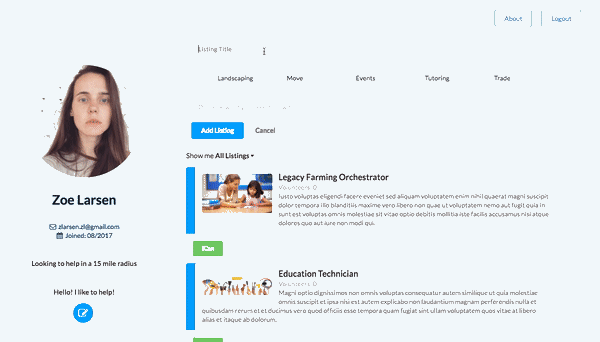 About
Logout
Listing Title
Landscaping
Move
Events
Tutoring
Trade
Add Listing
Cancel
Show me All Listings
Zoe Larsen
zlarsen.zl@gmail.com
Joined: 08/2017
Looking to help in a 15 mile radius
Hello! I like to help!
Legacy Farming Orchestrator
Volunteers: 0
Iusto voluptas eligendi facere eveniet sed aliquam voluptatem enim nihil quaerat magni suscipit
dolor tempora illo blanditiis maxime vero libero non quae ut voluptatem nemo aut fugit quia in
sunt est voluptas omnis molestiae sit vitae optio debitis mollitia iste facilis accusamus nisi atque
dolores quo aut iure non modi qui.
iCan
Education Technician
Volunteers: 0
Magni optio dignissimos non omnis voluptas consequatur autem similique ut quia molestiae
omnis suscipit et ipsa nisi est autem explicabo non laudantium magnam perferendis nulla et
quibusdam rerum et et ducimus vero quod officiis esse tempora quam fugiat sint ullam voluptatem quos vitae at libero
alias et itaque ab dolorum.